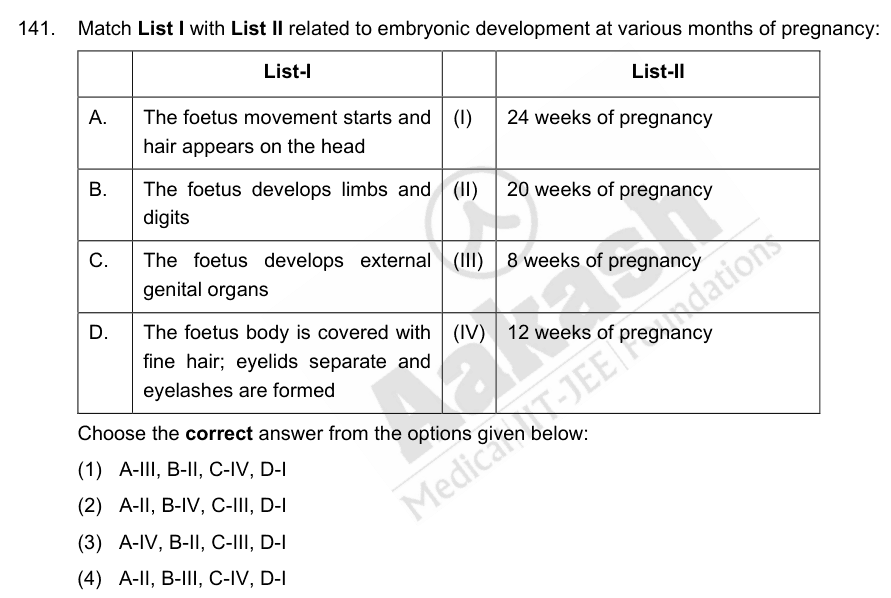 141. Match List I with List II related to embryonic development at various months of pregnancy:
List-I List-II
A. The foetus movement starts and (I) 24 weeks of pregnancy
hair appears on the head
B. The foetus develops limbs and (II) 20 weeks of pregnancy
digits
C. The foetus develops external (III) 8 weeks of pregnancy
genital organs
D. The foetus body is covered with (IV) 12 weeks of pregnancy
fine hair; eyelids separate and
eyelashes are formed
Choose the correct answer from the options given below:
(1) A-III, B-II, C-IV, D-I
(2) A-II, B-IV, C-III, D-I
(3) A-IV, B-II, C-III, D-I
(4) A-II, B-III, C-IV, D-I
Aakash
Medical|IIT-JEE|Foundations